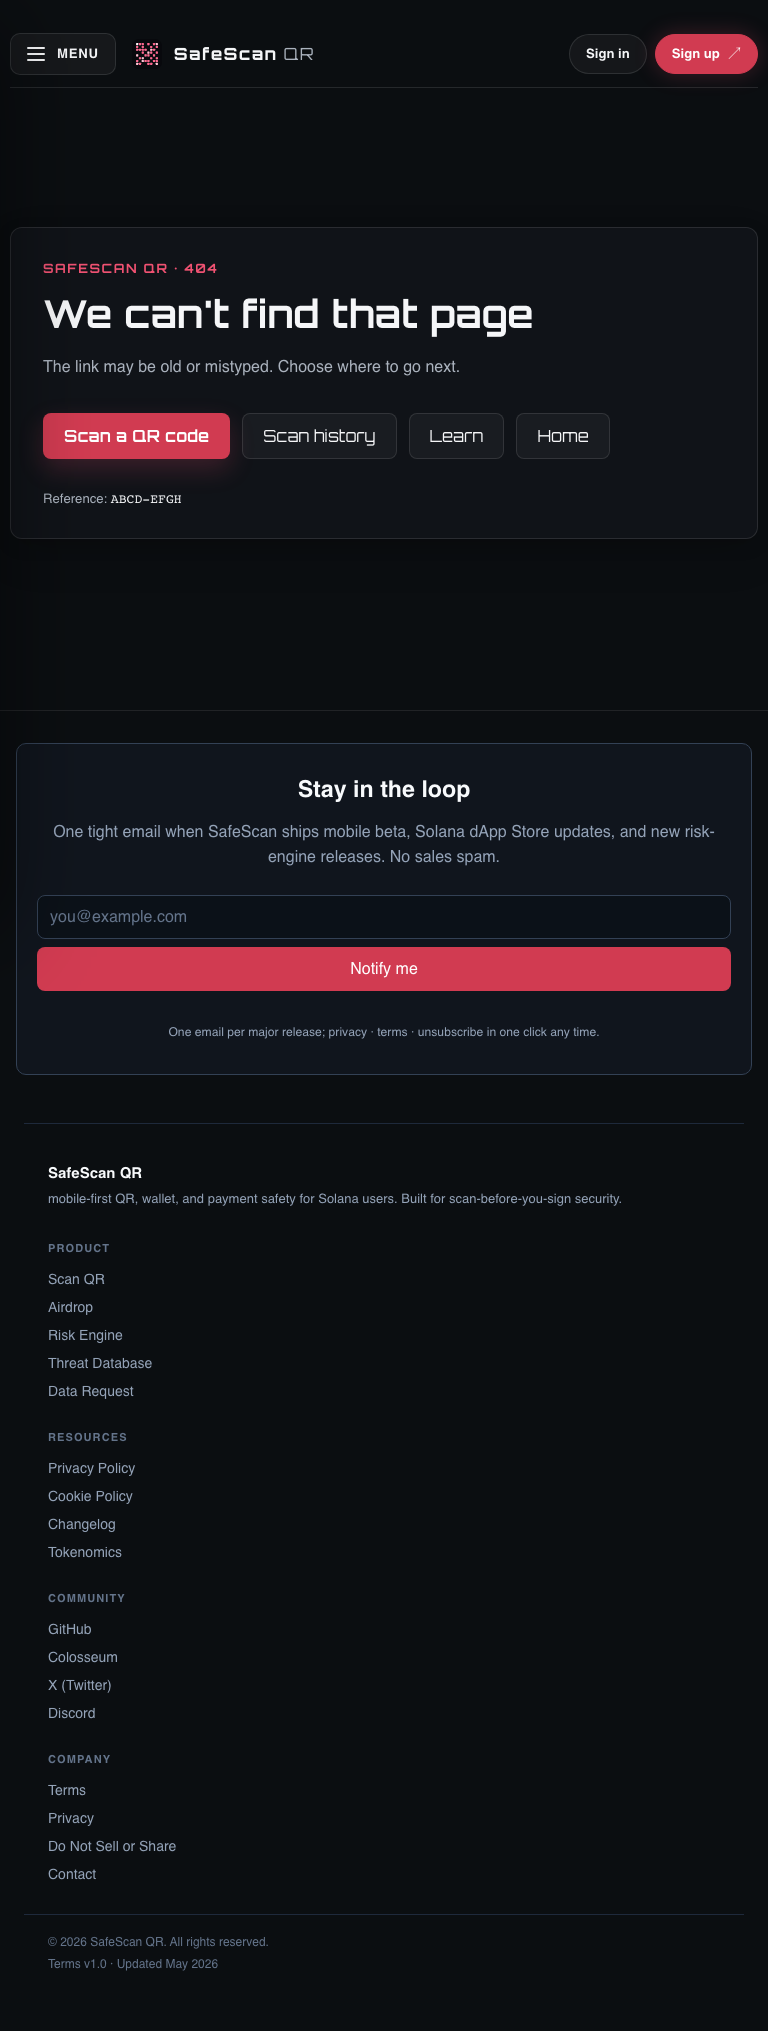 MENU
SafeScan QR
Sign in
Sign up ↗
SAFESCAN QR · 404
We can't find that page
The link may be old or mistyped. Choose where to go next.
Scan a QR code
Scan history
Learn
Home
Reference: ABCD-EFGH
Stay in the loop
One tight email when SafeScan ships mobile beta, Solana dApp Store updates, and new risk-
engine releases. No sales spam.
you@example.com
Notify me
One email per major release; privacy · terms · unsubscribe in one click any time.
SafeScan QR
mobile-first QR, wallet, and payment safety for Solana users. Built for scan-before-you-sign security.
PRODUCT
Scan QR
Airdrop
Risk Engine
Threat Database
Data Request
RESOURCES
Privacy Policy
Cookie Policy
Changelog
Tokenomics
COMMUNITY
GitHub
Colosseum
X (Twitter)
Discord
COMPANY
Terms
Privacy
Do Not Sell or Share
Contact
© 2026 SafeScan QR. All rights reserved.
Terms v1.0 · Updated May 2026